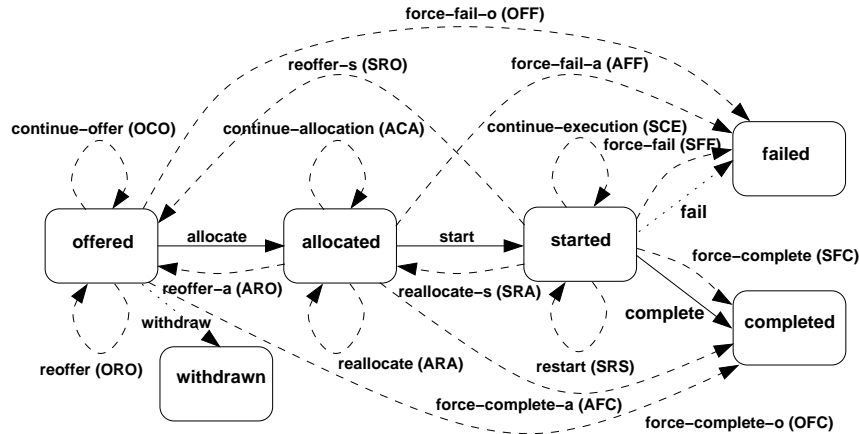 force–fail–o (OFF)
reoffer–s (SRO)
force–fail–a (AFF)
continue–offer (OCO)
continue–allocation (ACA)
continue–execution (SCE)
force–fail (SFF)
failed
fail
offered
allocate
allocated
start
started
force–complete (SFC)
reoffer–a (ARO)
reallocate–s (SRA)
complete
completed
withdraw
reoffer (ORO)
withdrawn
reallocate (ARA)
restart (SRS)
force–complete–a (AFC)
force–complete–o (OFC)